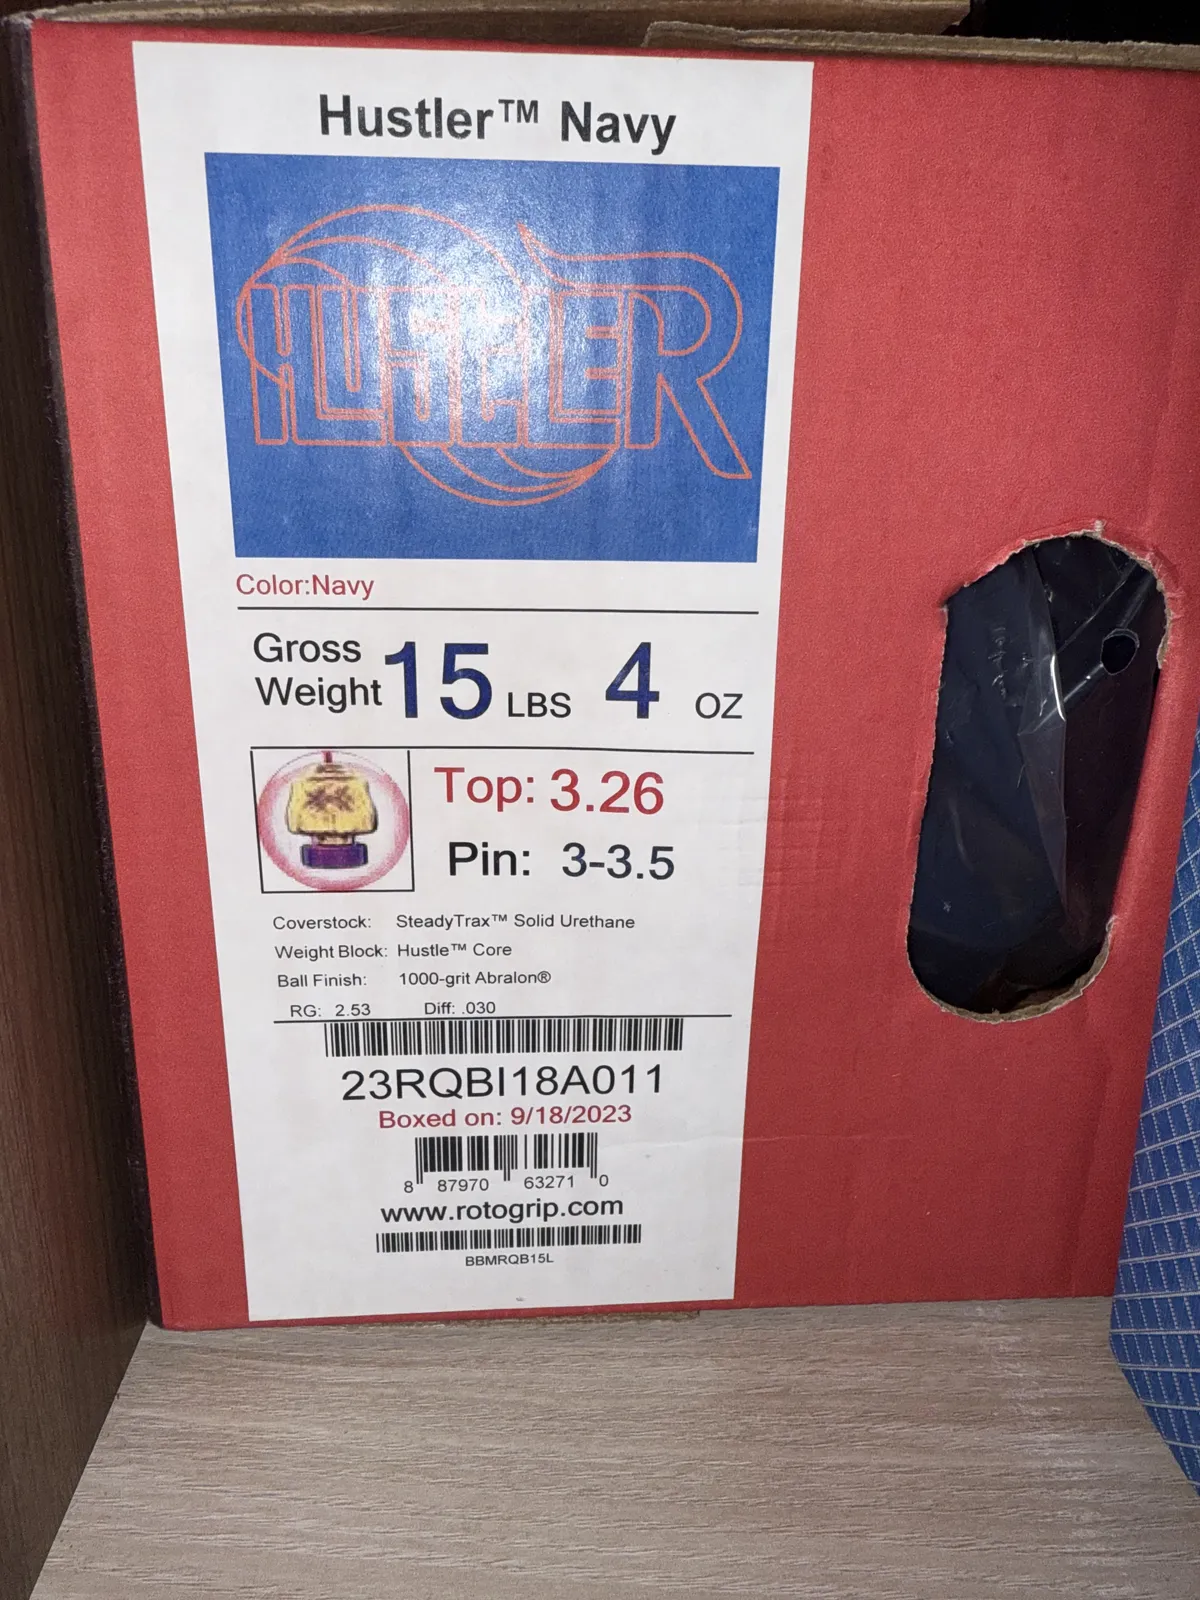 Hustler™ Navy
HUSTLER
Color:Navy
Gross Weight 15 LBS 4 OZ
Top: 3.26
Pin: 3-3.5
Coverstock: SteadyTrax™ Solid Urethane
Weight Block: Hustle™ Core
Ball Finish: 1000-grit Abralon®
RG: 2.53 Diff: .030
23RQBI18A011
Boxed on: 9/18/2023
8 87970 63271 0
www.rotogrip.com
BBMRQB15L